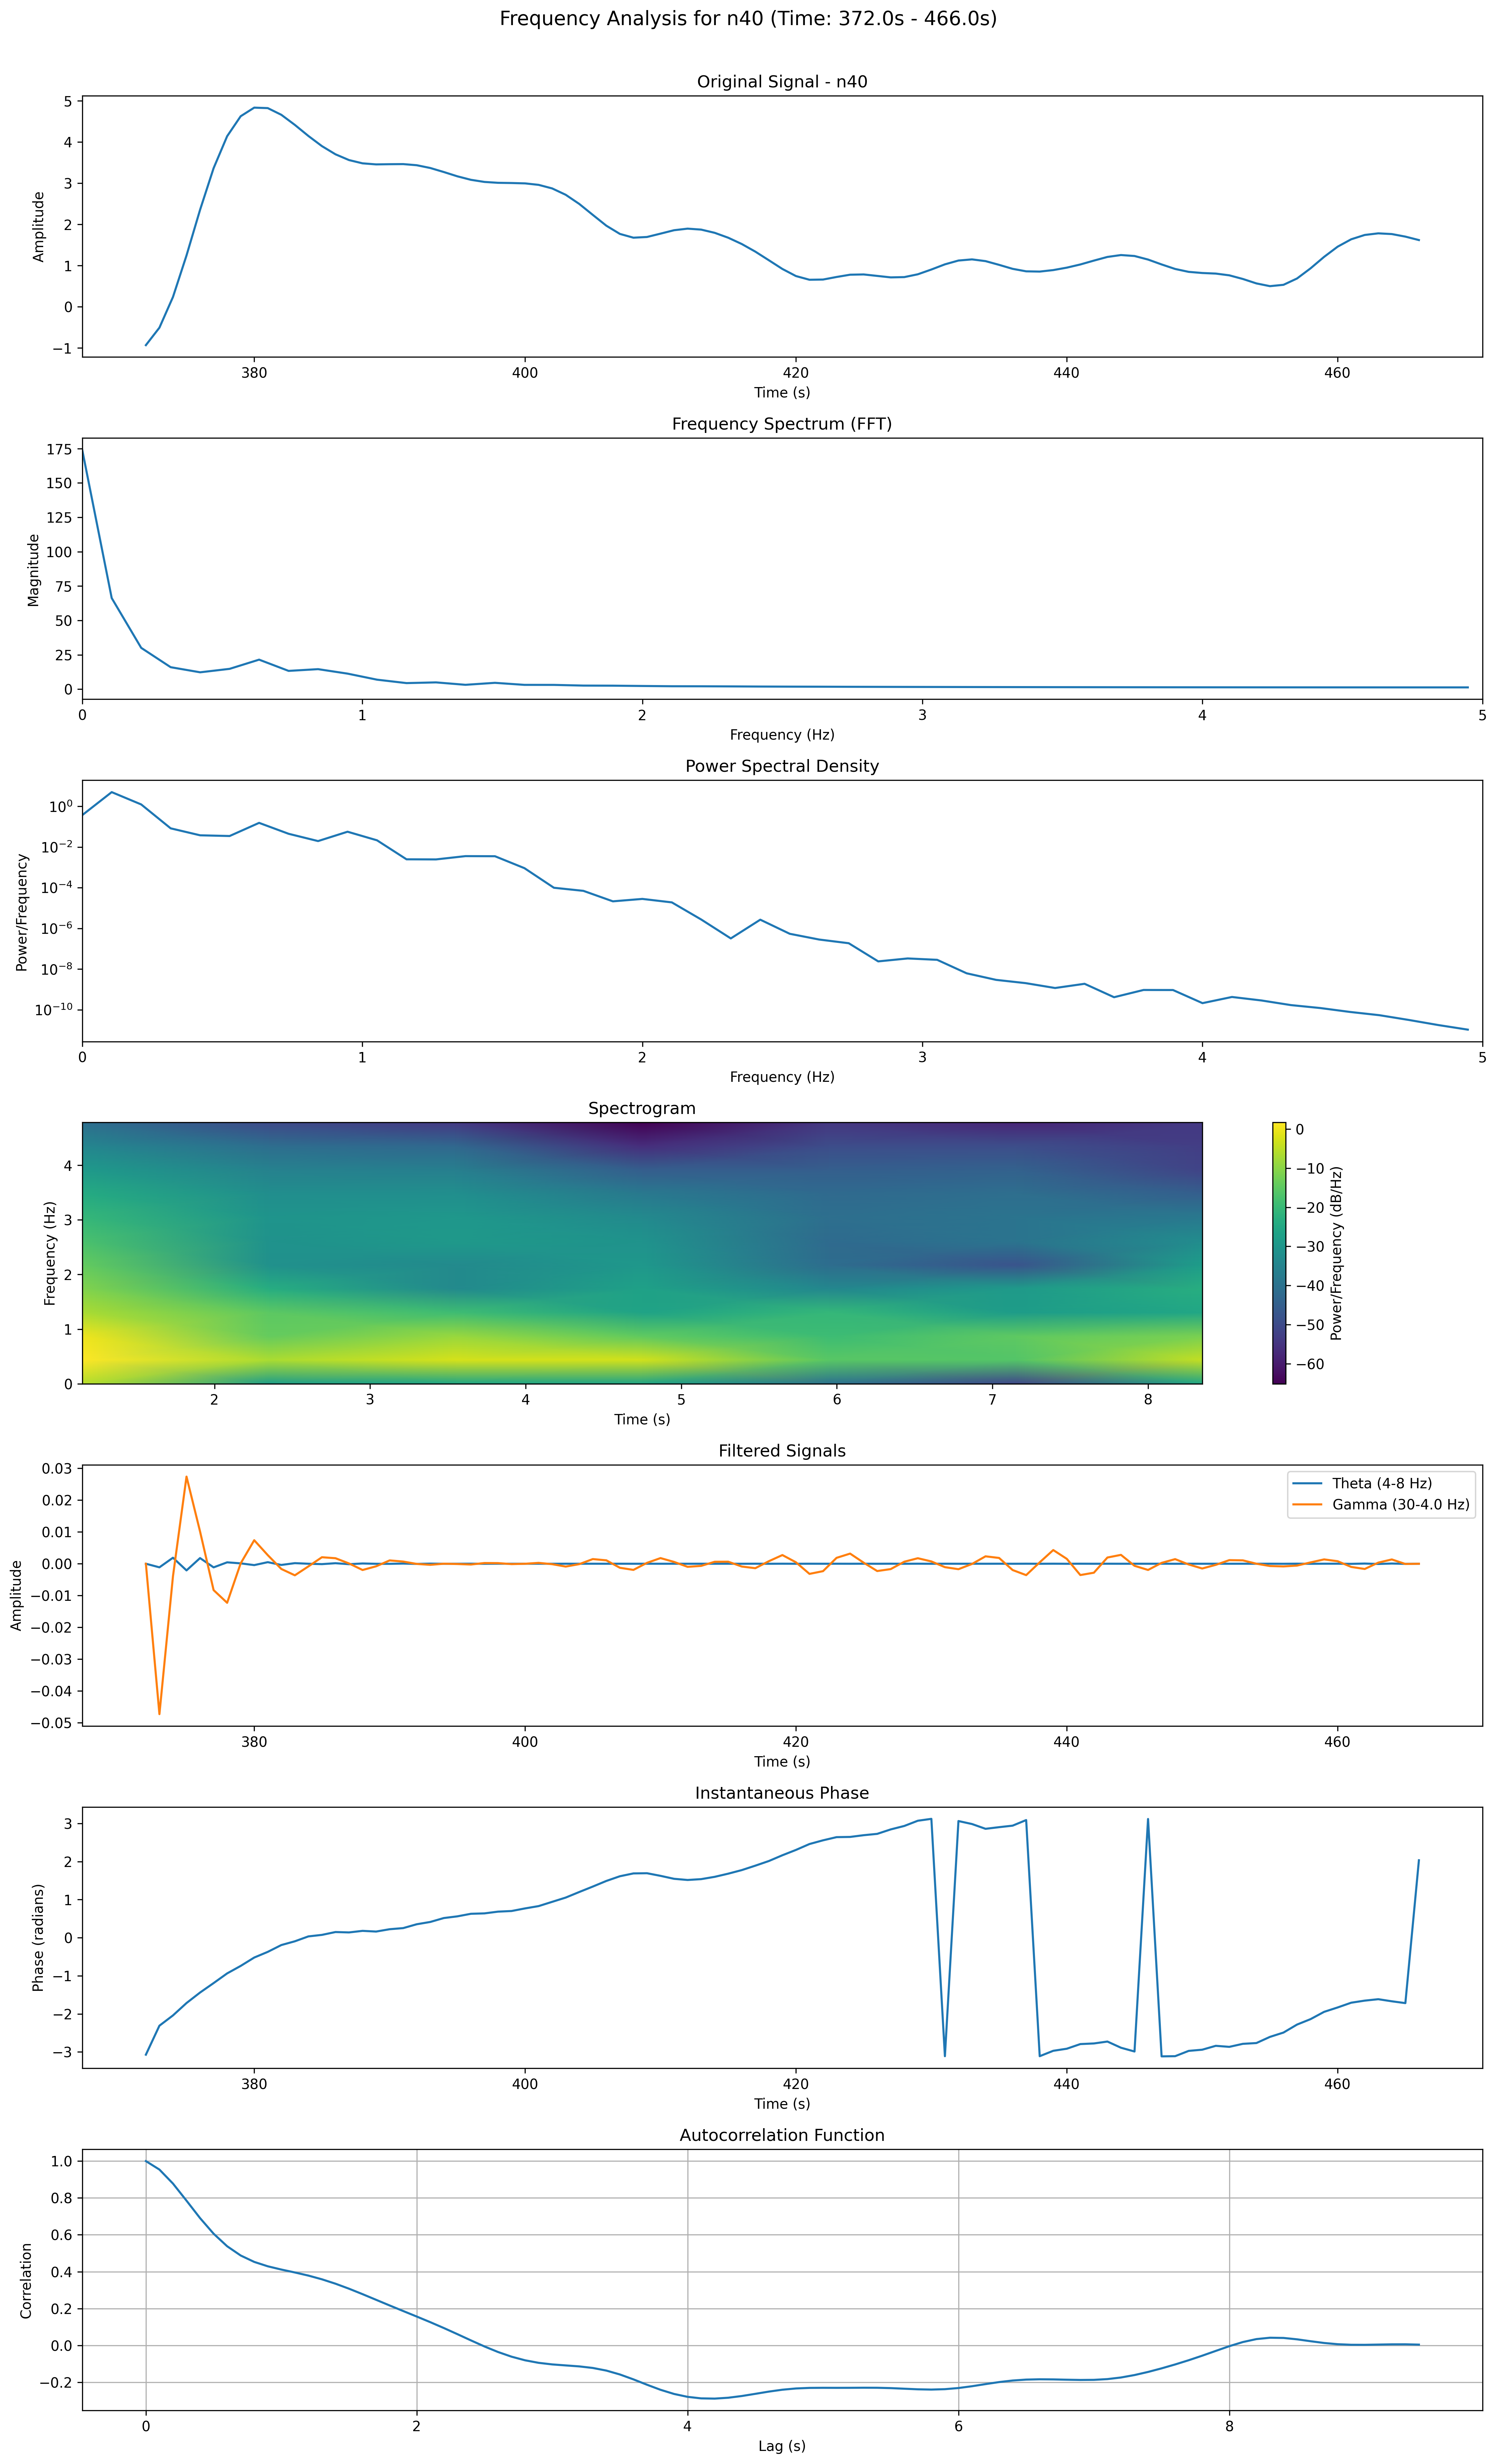 Frequency Analysis for n40 (Time: 372.0s - 466.0s)
Original Signal - n40
5
4
3
2
1
0
−1
Amplitude
380 400 420 440 460
Time (s)
Frequency Spectrum (FFT)
175
150
125
100
75
50
25
0
Magnitude
0 1 2 3 4 5
Frequency (Hz)
Power Spectral Density
10⁰
10⁻²
10⁻⁴
10⁻⁶
10⁻⁸
10⁻¹⁰
Power/Frequency
0 1 2 3 4 5
Frequency (Hz)
Spectrogram
4
3
2
1
0
Frequency (Hz)
2 3 4 5 6 7 8
Time (s)
0
−10
−20
−30
−40
−50
−60
Power/Frequency (dB/Hz)
Filtered Signals
0.03
0.02
0.01
0.00
−0.01
−0.02
−0.03
−0.04
−0.05
Amplitude
Theta (4-8 Hz)
Gamma (30-4.0 Hz)
380 400 420 440 460
Time (s)
Instantaneous Phase
3
2
1
0
−1
−2
−3
Phase (radians)
380 400 420 440 460
Time (s)
Autocorrelation Function
1.0
0.8
0.6
0.4
0.2
0.0
−0.2
Correlation
0 2 4 6 8
Lag (s)